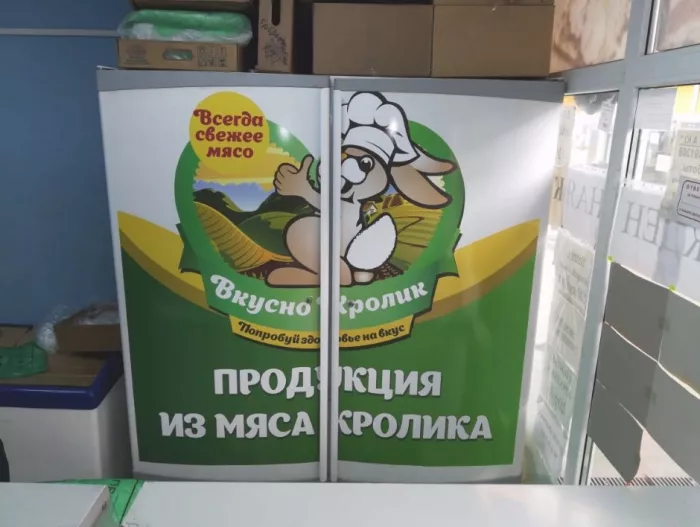 Всегда
свежее
мясо
Вкусно Кролик
Попробуй здоровье на вкус
ПРОДУКЦИЯ
ИЗ МЯСА КРОЛИКА